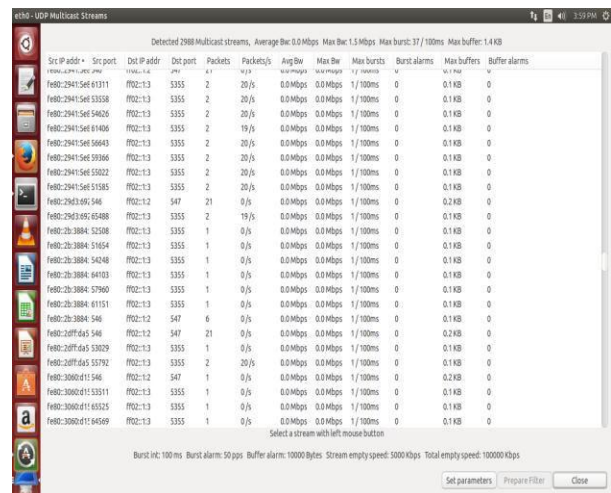 eth0 - UDP Multicast Streams
En
3:59 PM
Detected 2988 Multicast streams, Average Bw: 0.0 Mbps Max Bw: 1.5 Mbps Max burst: 37 / 100ms Max buffer: 1.4 KB
Src IP addr Src port Dst IP addr Dst port Packets Packets/s Avg Bw Max Bw Max bursts Burst alarms Max buffers Buffer alarms
fe80::2941:5e8 61311 ff02::1:3 5355 2 20 /s 0.0 Mbps 0.0 Mbps 1 / 100ms 0 0.1 KB 0
fe80::2941:5e8 53558 ff02::1:3 5355 2 20 /s 0.0 Mbps 0.0 Mbps 1 / 100ms 0 0.1 KB 0
fe80::2941:5e8 54626 ff02::1:3 5355 2 20 /s 0.0 Mbps 0.0 Mbps 1 / 100ms 0 0.1 KB 0
fe80::2941:5e8 61406 ff02::1:3 5355 2 19 /s 0.0 Mbps 0.0 Mbps 1 / 100ms 0 0.1 KB 0
fe80::2941:5e8 56643 ff02::1:3 5355 2 20 /s 0.0 Mbps 0.0 Mbps 1 / 100ms 0 0.1 KB 0
fe80::2941:5e8 59366 ff02::1:3 5355 2 20 /s 0.0 Mbps 0.0 Mbps 1 / 100ms 0 0.1 KB 0
fe80::2941:5e8 55022 ff02::1:3 5355 2 20 /s 0.0 Mbps 0.0 Mbps 1 / 100ms 0 0.1 KB 0
fe80::2941:5e8 51585 ff02::1:3 5355 2 20 /s 0.0 Mbps 0.0 Mbps 1 / 100ms 0 0.1 KB 0
fe80::29d3:692 546 ff02::1:2 547 21 0 /s 0.0 Mbps 0.0 Mbps 1 / 100ms 0 0.2 KB 0
fe80::29d3:692 65488 ff02::1:3 5355 2 19 /s 0.0 Mbps 0.0 Mbps 1 / 100ms 0 0.1 KB 0
fe80::2b:3884: 52508 ff02::1:3 5355 1 0 /s 0.0 Mbps 0.0 Mbps 1 / 100ms 0 0.1 KB 0
fe80::2b:3884: 51654 ff02::1:3 5355 1 0 /s 0.0 Mbps 0.0 Mbps 1 / 100ms 0 0.1 KB 0
fe80::2b:3884: 54248 ff02::1:3 5355 1 0 /s 0.0 Mbps 0.0 Mbps 1 / 100ms 0 0.1 KB 0
fe80::2b:3884: 64103 ff02::1:3 5355 1 0 /s 0.0 Mbps 0.0 Mbps 1 / 100ms 0 0.1 KB 0
fe80::2b:3884: 57960 ff02::1:3 5355 1 0 /s 0.0 Mbps 0.0 Mbps 1 / 100ms 0 0.1 KB 0
fe80::2b:3884: 61151 ff02::1:3 5355 1 0 /s 0.0 Mbps 0.0 Mbps 1 / 100ms 0 0.1 KB 0
fe80::2b:3884: 546 ff02::1:2 547 6 0 /s 0.0 Mbps 0.0 Mbps 1 / 100ms 0 0.2 KB 0
fe80::2dff:da5 546 ff02::1:2 547 21 0 /s 0.0 Mbps 0.0 Mbps 1 / 100ms 0 0.2 KB 0
fe80::2dff:da5 53029 ff02::1:3 5355 1 0 /s 0.0 Mbps 0.0 Mbps 1 / 100ms 0 0.1 KB 0
fe80::2dff:da5 55792 ff02::1:3 5355 2 20 /s 0.0 Mbps 0.0 Mbps 1 / 100ms 0 0.1 KB 0
fe80::3060:d15 546 ff02::1:2 547 1 0 /s 0.0 Mbps 0.0 Mbps 1 / 100ms 0 0.2 KB 0
fe80::3060:d15 53511 ff02::1:3 5355 1 0 /s 0.0 Mbps 0.0 Mbps 1 / 100ms 0 0.1 KB 0
fe80::3060:d15 65525 ff02::1:3 5355 1 0 /s 0.0 Mbps 0.0 Mbps 1 / 100ms 0 0.1 KB 0
fe80::3060:d15 64569 ff02::1:3 5355 1 0 /s 0.0 Mbps 0.0 Mbps 1 / 100ms 0 0.1 KB 0
Select a stream with left mouse button
Burst int: 100 ms Burst alarm: 50 pps Buffer alarm: 10000 Bytes Stream empty speed: 5000 Kbps Total empty speed: 100000 Kbps
Set parameters Prepare Filter Close